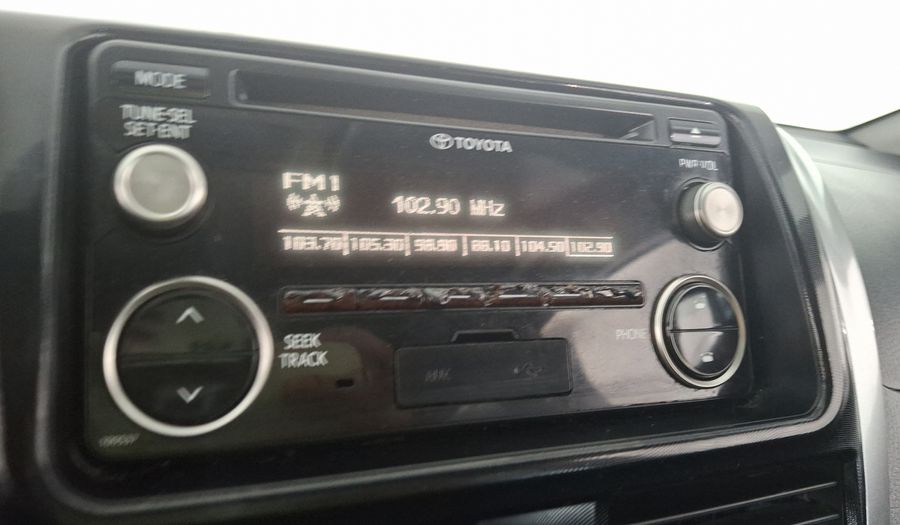 MODE
TUNE·SEL
SET·ENT
TOYOTA
PWR·VOL
FM1
102.90 MHz
103.70 105.30 98.90 88.10 104.50 102.90
SEEK
TRACK
PHONE